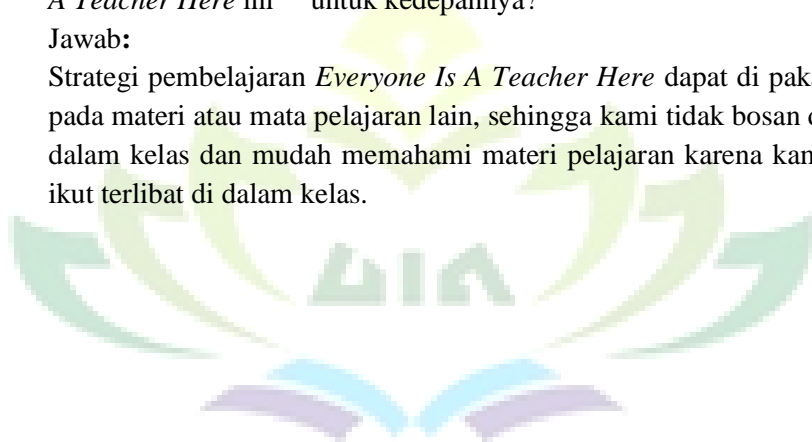 A Teacher Here ini untuk kedepannya?
Jawab:
Strategi pembelajaran Everyone Is A Teacher Here dapat di pak
pada materi atau mata pelajaran lain, sehingga kami tidak bosan
dalam kelas dan mudah memahami materi pelajaran karena kam
ikut terlibat di dalam kelas.
UIN